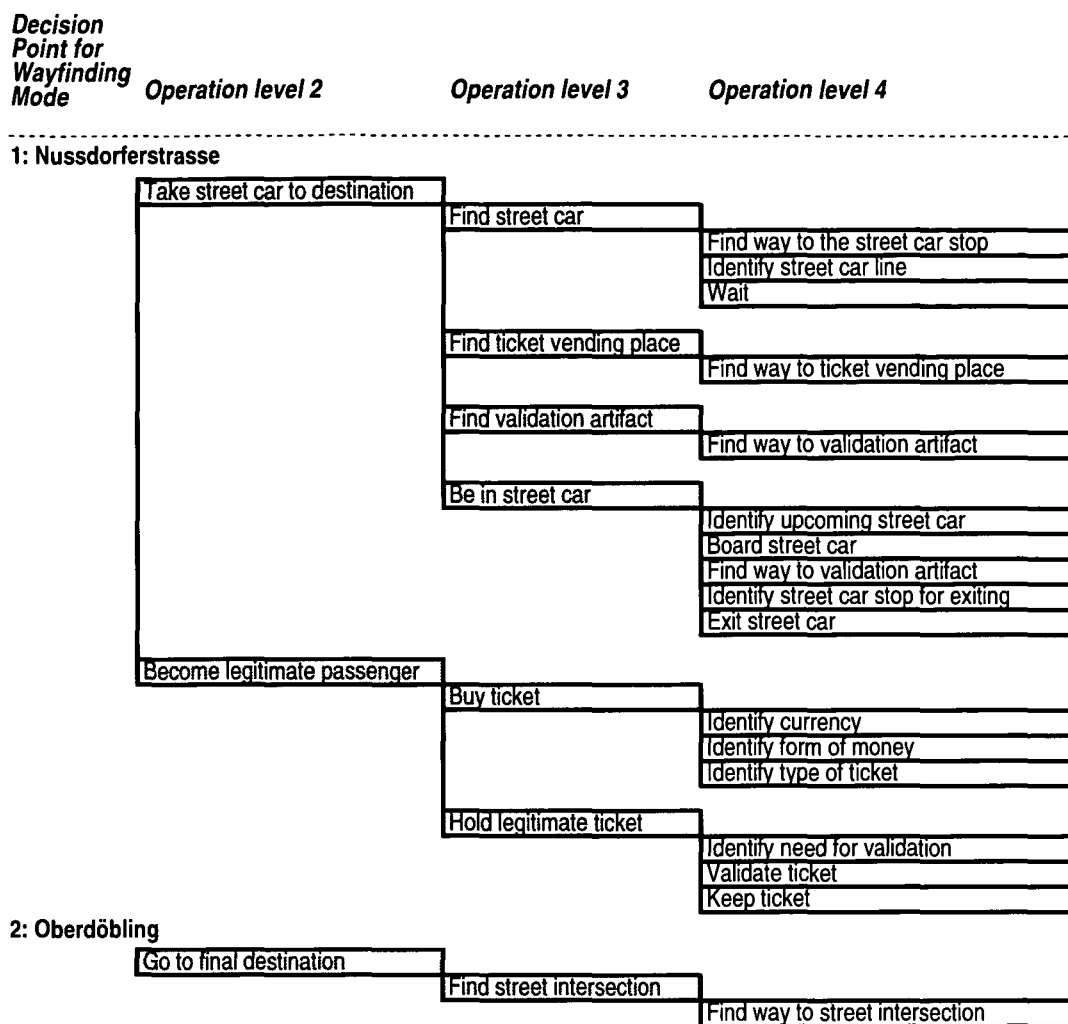 Decision
Point for
Wayfinding
Mode Operation level 2 Operation level 3 Operation level 4
1: Nussdorferstrasse
Take street car to destination
Find street car
Find way to the street car stop
Identify street car line
Wait
Find ticket vending place
Find way to ticket vending place
Find validation artifact
Find way to validation artifact
Be in street car
Identify upcoming street car
Board street car
Find way to validation artifact
Identify street car stop for exiting
Exit street car
Become legitimate passenger
Buy ticket
Identify currency
Identify form of money
Identify type of ticket
Hold legitimate ticket
Identify need for validation
Validate ticket
Keep ticket
2: Oberdöbling
Go to final destination
Find street intersection
Find way to street intersection